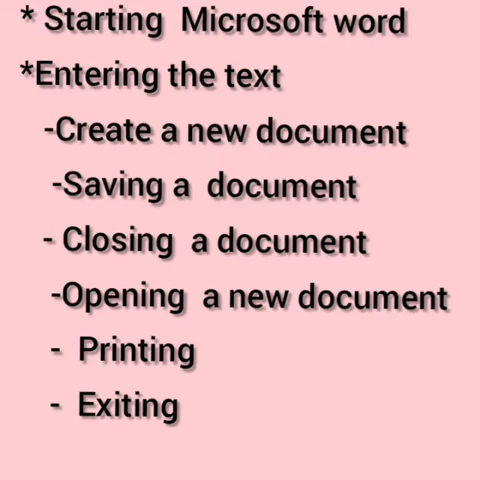 * Starting Microsoft word
*Entering the text
-Create a new document
-Saving a document
- Closing a document
-Opening a new document
- Printing
- Exiting